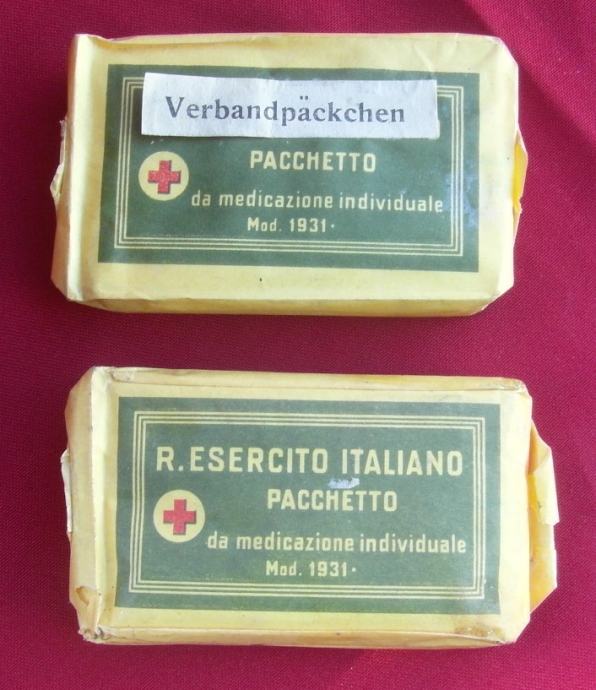 Verbandpäckchen
PACCHETTO
da medicazione individuale
Mod. 1931.
R. ESERCITO ITALIANO
PACCHETTO
da medicazione individuale
Mod. 1931.